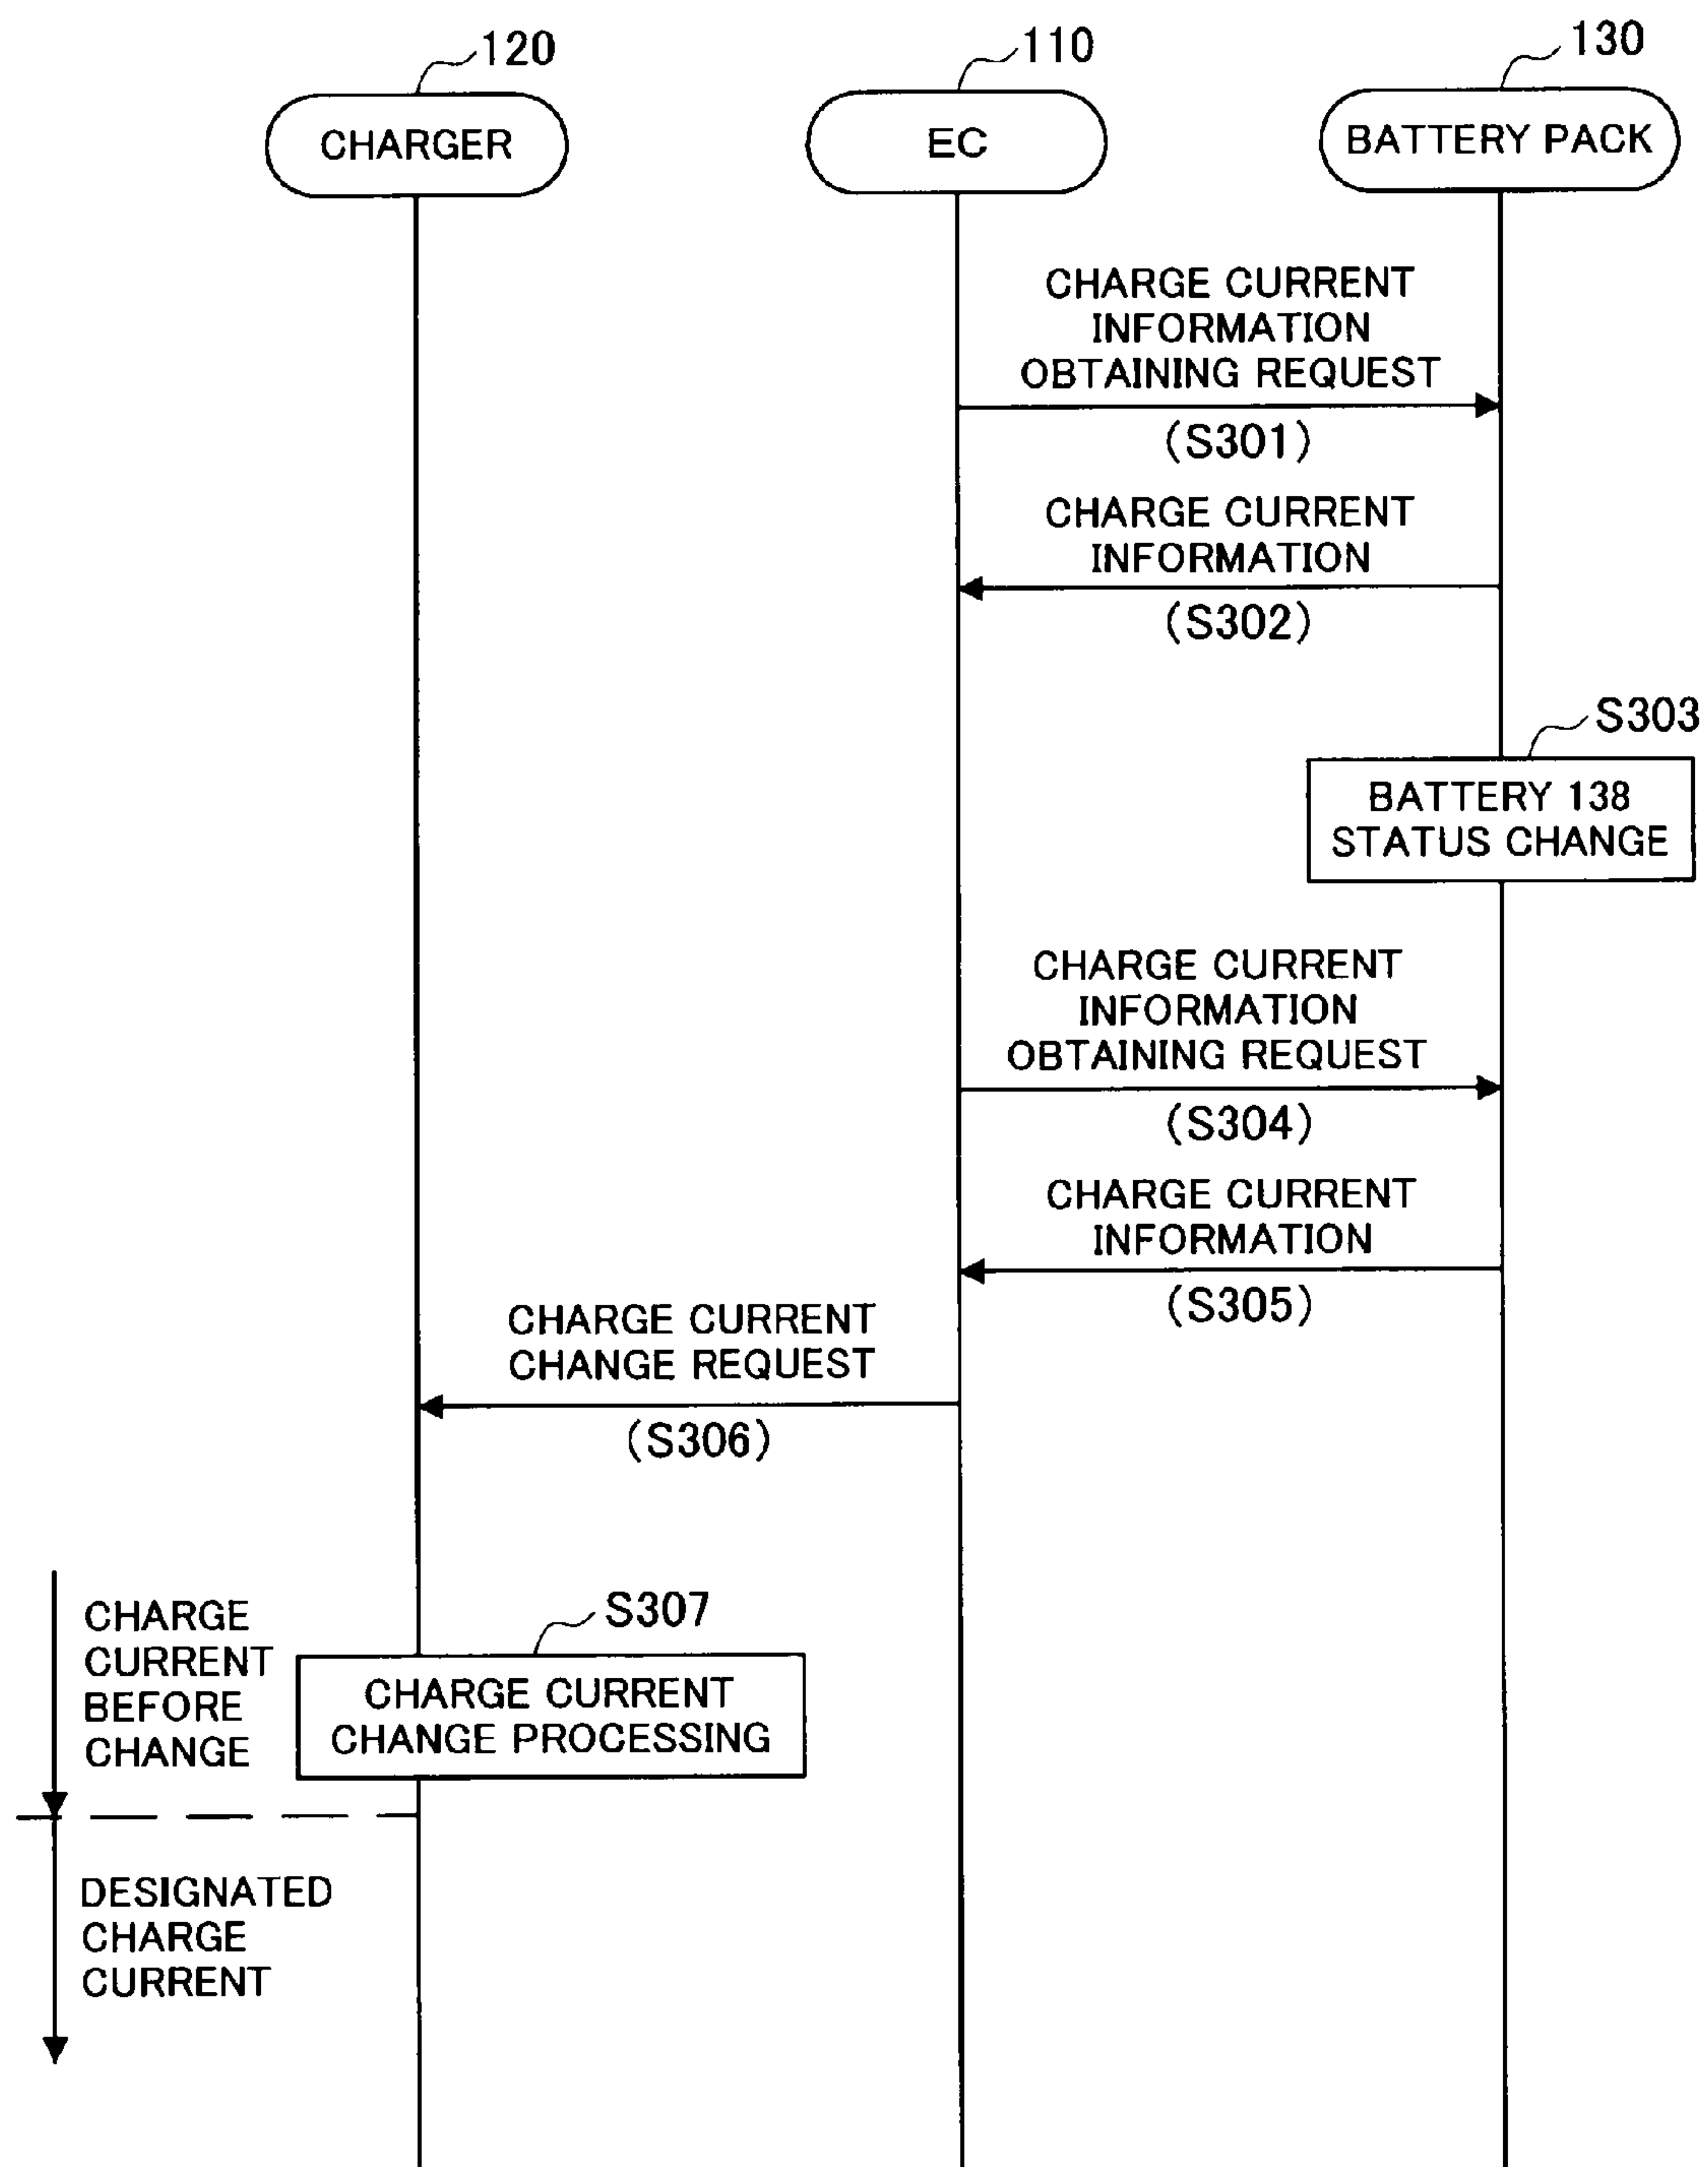 120
110
130
CHARGER
EC
BATTERY PACK
CHARGE CURRENT
INFORMATION
OBTAINING REQUEST
(S301)
CHARGE CURRENT
INFORMATION
(S302)
S303
BATTERY 138
STATUS CHANGE
CHARGE CURRENT
INFORMATION
OBTAINING REQUEST
(S304)
CHARGE CURRENT
INFORMATION
(S305)
CHARGE CURRENT
CHANGE REQUEST
(S306)
S307
CHARGE
CURRENT
BEFORE
CHANGE
CHARGE CURRENT
CHANGE PROCESSING
DESIGNATED
CHARGE
CURRENT